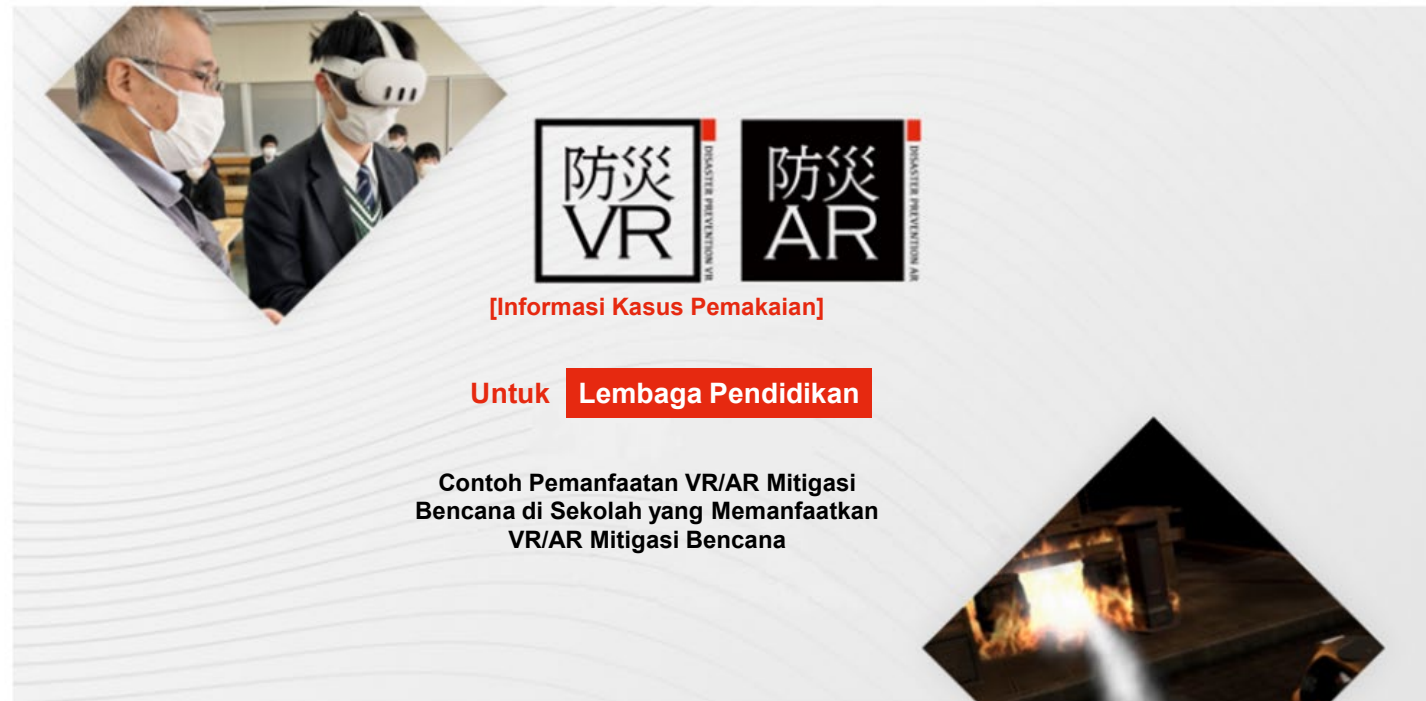 防災
VR
DISASTER PREVENTION VR
防災
AR
DISASTER PREVENTION AR
[Informasi Kasus Pemakaian]
Untuk Lembaga Pendidikan
Contoh Pemanfaatan VR/AR Mitigasi
Bencana di Sekolah yang Memanfaatkan
VR/AR Mitigasi Bencana